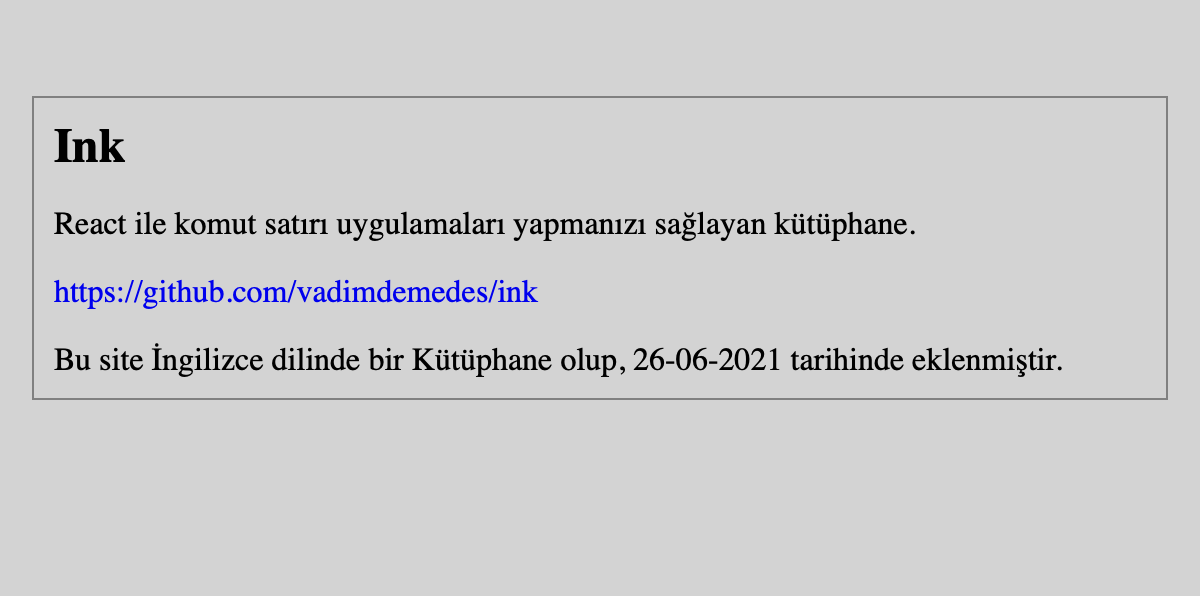 Ink
React ile komut satırı uygulamaları yapmanızı sağlayan kütüphane.
https://github.com/vadimdemedes/ink
Bu site İngilizce dilinde bir Kütüphane olup, 26-06-2021 tarihinde eklenmiştir.